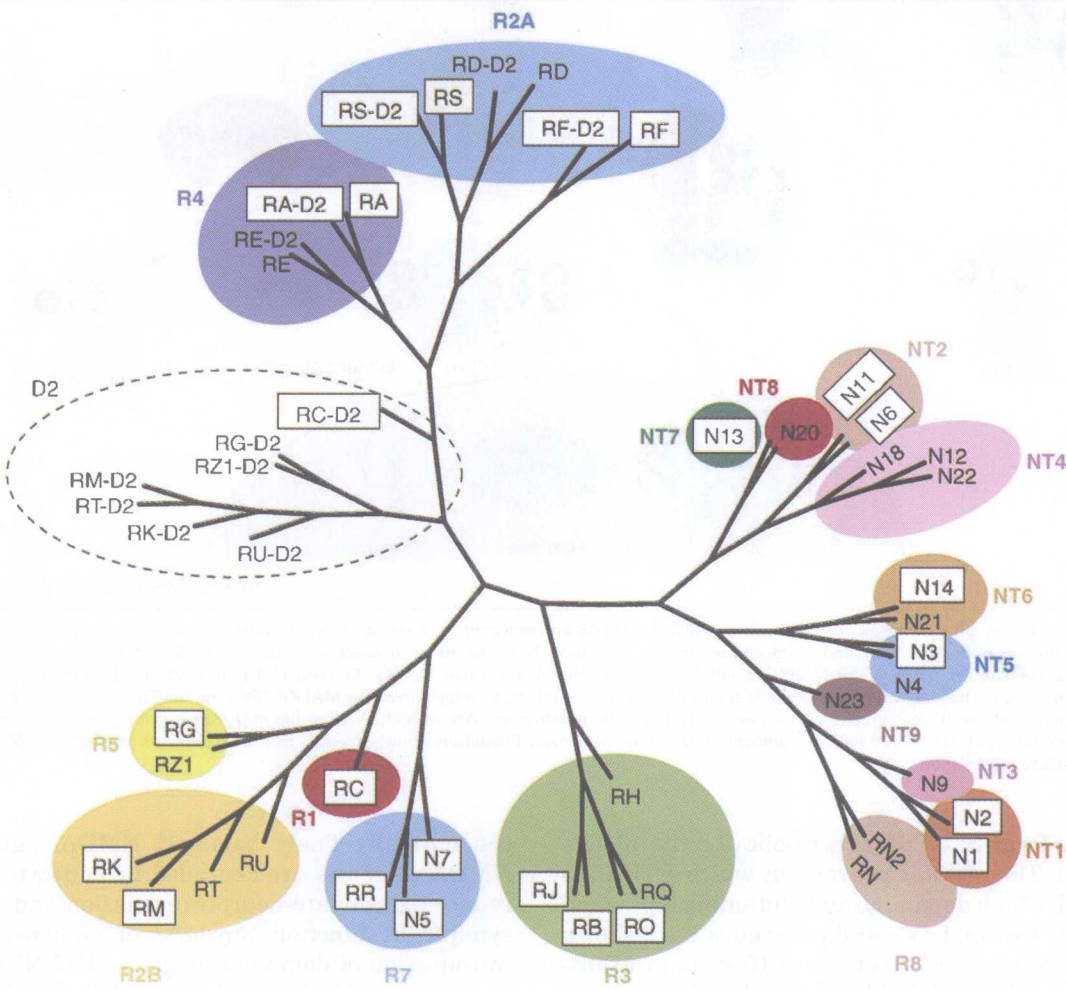 R2A
RD-D2
RD
RS
RS-D2
RF-D2
RF
R4
RA-D2
RA
RE-D2
RE
D2
RC-D2
RG-D2
RZ1-D2
RM-D2
RT-D2
RK-D2
RU-D2
NT2
N11
N6
NT8
N20
NT7
N13
NT4
N18
N12
N22
N14
NT6
N21
N3
NT5
N4
N23
NT9
N9
NT3
N2
N1
NT1
RN2
RN
R8
RG
R5
RZ1
RC
R1
RK
RM
RT
RU
R2B
N7
RR
N5
R7
RH
RJ
RB
RO
RQ
R3